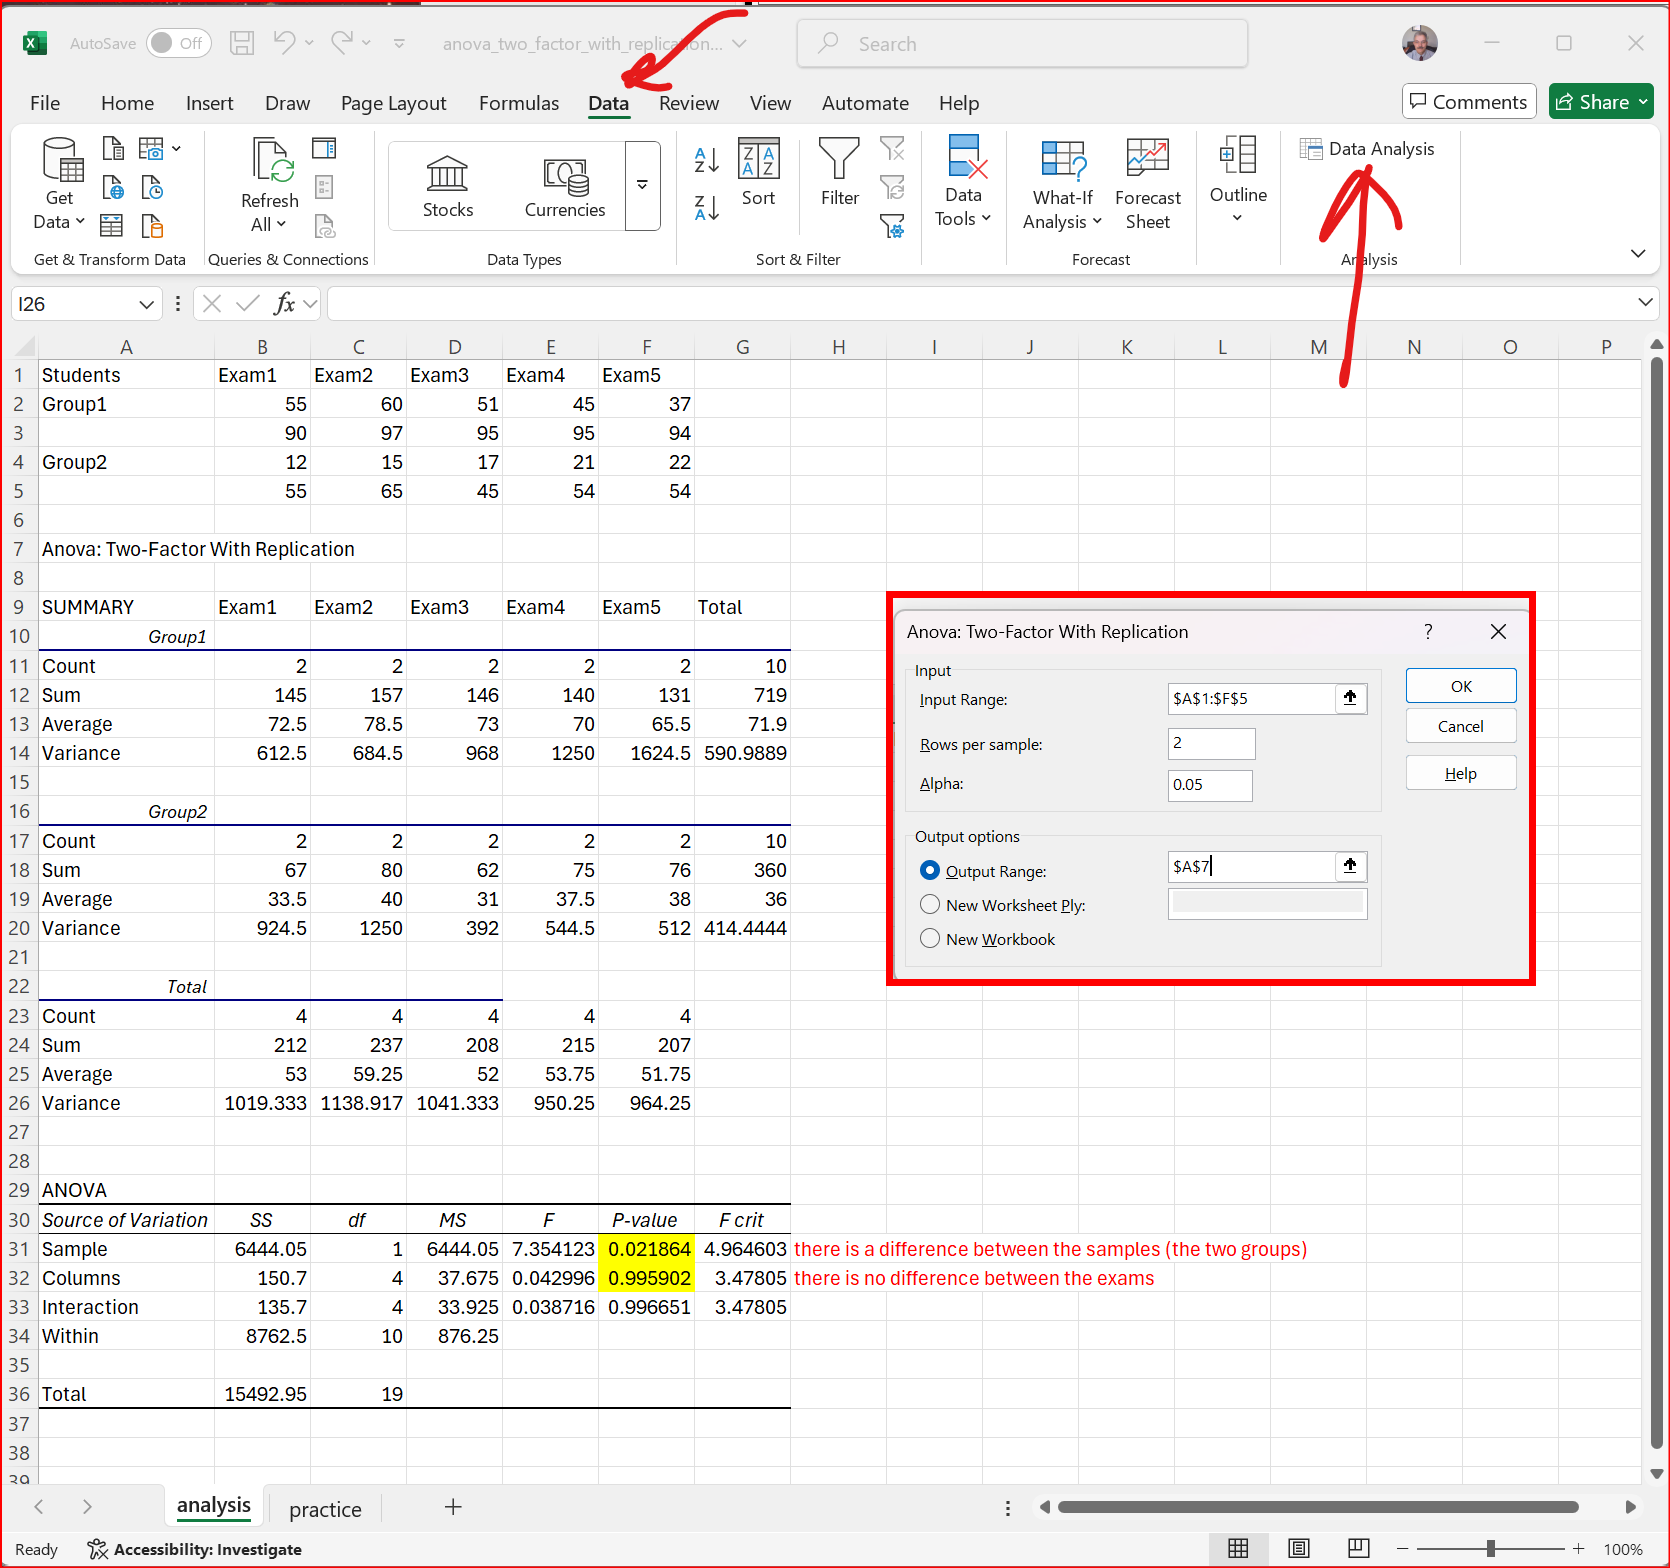 AutoSave Off anova_two_factor_with_replication... Search
File Home Insert Draw Page Layout Formulas Data Review View Automate Help Comments Share
Get Data
Refresh All
Stocks
Currencies
Sort
Filter
Data Tools
What-If Analysis
Forecast Sheet
Outline
Data Analysis
Get & Transform Data Queries & Connections Data Types Sort & Filter Forecast Analysis
I26 fx
A B C D E F G H I J K L M N O P
1 Students Exam1 Exam2 Exam3 Exam4 Exam5
2 Group1 55 60 51 45 37
3 90 97 95 95 94
4 Group2 12 15 17 21 22
5 55 65 45 54 54
6
7 Anova: Two-Factor With Replication
8
9 SUMMARY Exam1 Exam2 Exam3 Exam4 Exam5 Total
10 Group1
11 Count 2 2 2 2 2 10
12 Sum 145 157 146 140 131 719
13 Average 72.5 78.5 73 70 65.5 71.9
14 Variance 612.5 684.5 968 1250 1624.5 590.9889
15
16 Group2
17 Count 2 2 2 2 2 10
18 Sum 67 80 62 75 76 360
19 Average 33.5 40 31 37.5 38 36
20 Variance 924.5 1250 392 544.5 512 414.4444
21
22 Total
23 Count 4 4 4 4 4
24 Sum 212 237 208 215 207
25 Average 53 59.25 52 53.75 51.75
26 Variance 1019.333 1138.917 1041.333 950.25 964.25
27
28
29 ANOVA
30 Source of Variation SS df MS F P-value F crit
31 Sample 6444.05 1 6444.05 7.354123 0.021864 4.964603 there is a difference between the samples (the two groups)
32 Columns 150.7 4 37.675 0.042996 0.995902 3.47805 there is no difference between the exams
33 Interaction 135.7 4 33.925 0.038716 0.996651 3.47805
34 Within 8762.5 10 876.25
35
36 Total 15492.95 19
37
38
39
Anova: Two-Factor With Replication ?
Input
Input Range: $A$1:$F$5
Rows per sample: 2
Alpha: 0.05
OK
Cancel
Help
Output options
Output Range: $A$7
New Worksheet Ply:
New Workbook
analysis practice
Ready Accessibility: Investigate 100%